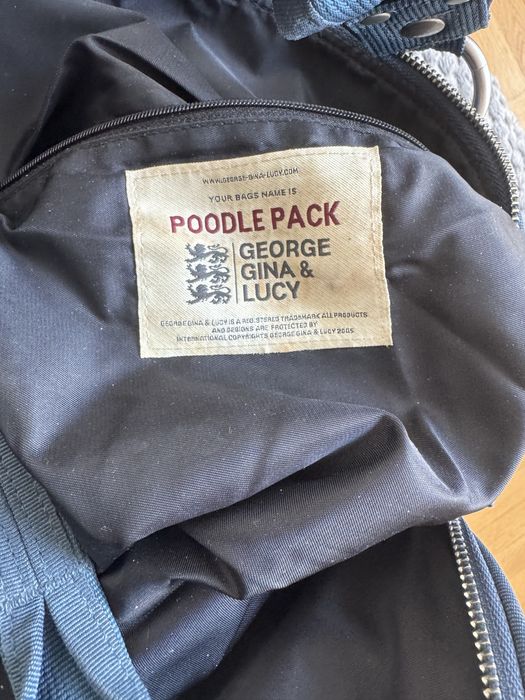 WWW.GEORGE-GINA-LUCY.COM
YOUR BAGS NAME IS
POODLE PACK
GEORGE
GINA &
LUCY
GEORGE GINA & LUCY IS A REGISTERED TRADEMARK ALL PRODUCTS
AND DESIGNS ARE PROTECTED BY
INTERNATIONAL COPYRIGHTS GEORGE GINA & LUCY 2005